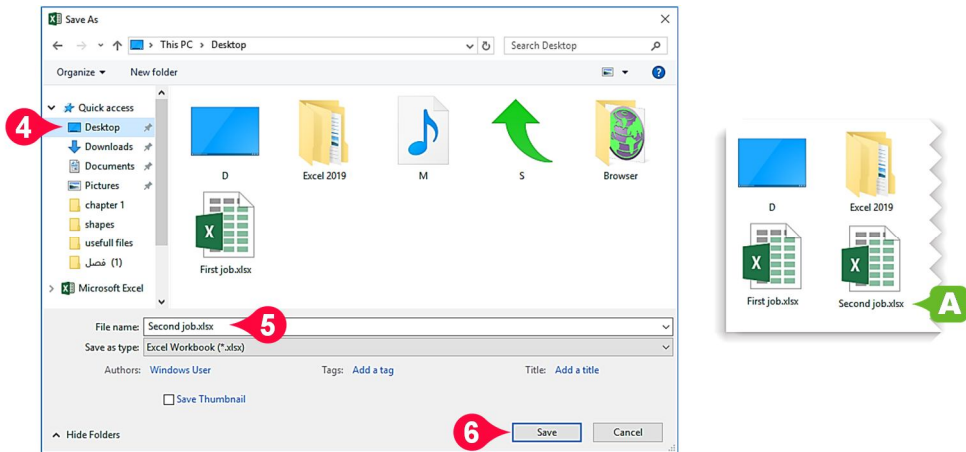 Save As
This PC > Desktop
Search Desktop
Organize
New folder
Quick access
4
Desktop
Downloads
Documents
Pictures
chapter 1
shapes
usefull files
فصل (1)
Microsoft Excel
D
Excel 2019
M
S
Browser
X
First job.xlsx
File name: Second job.xlsx
5
Save as type: Excel Workbook (*.xlsx)
Authors: Windows User
Tags: Add a tag
Title: Add a title
Save Thumbnail
Hide Folders
6
Save
Cancel
D
Excel 2019
X
X
First job.xlsx
Second job.xlsx
A